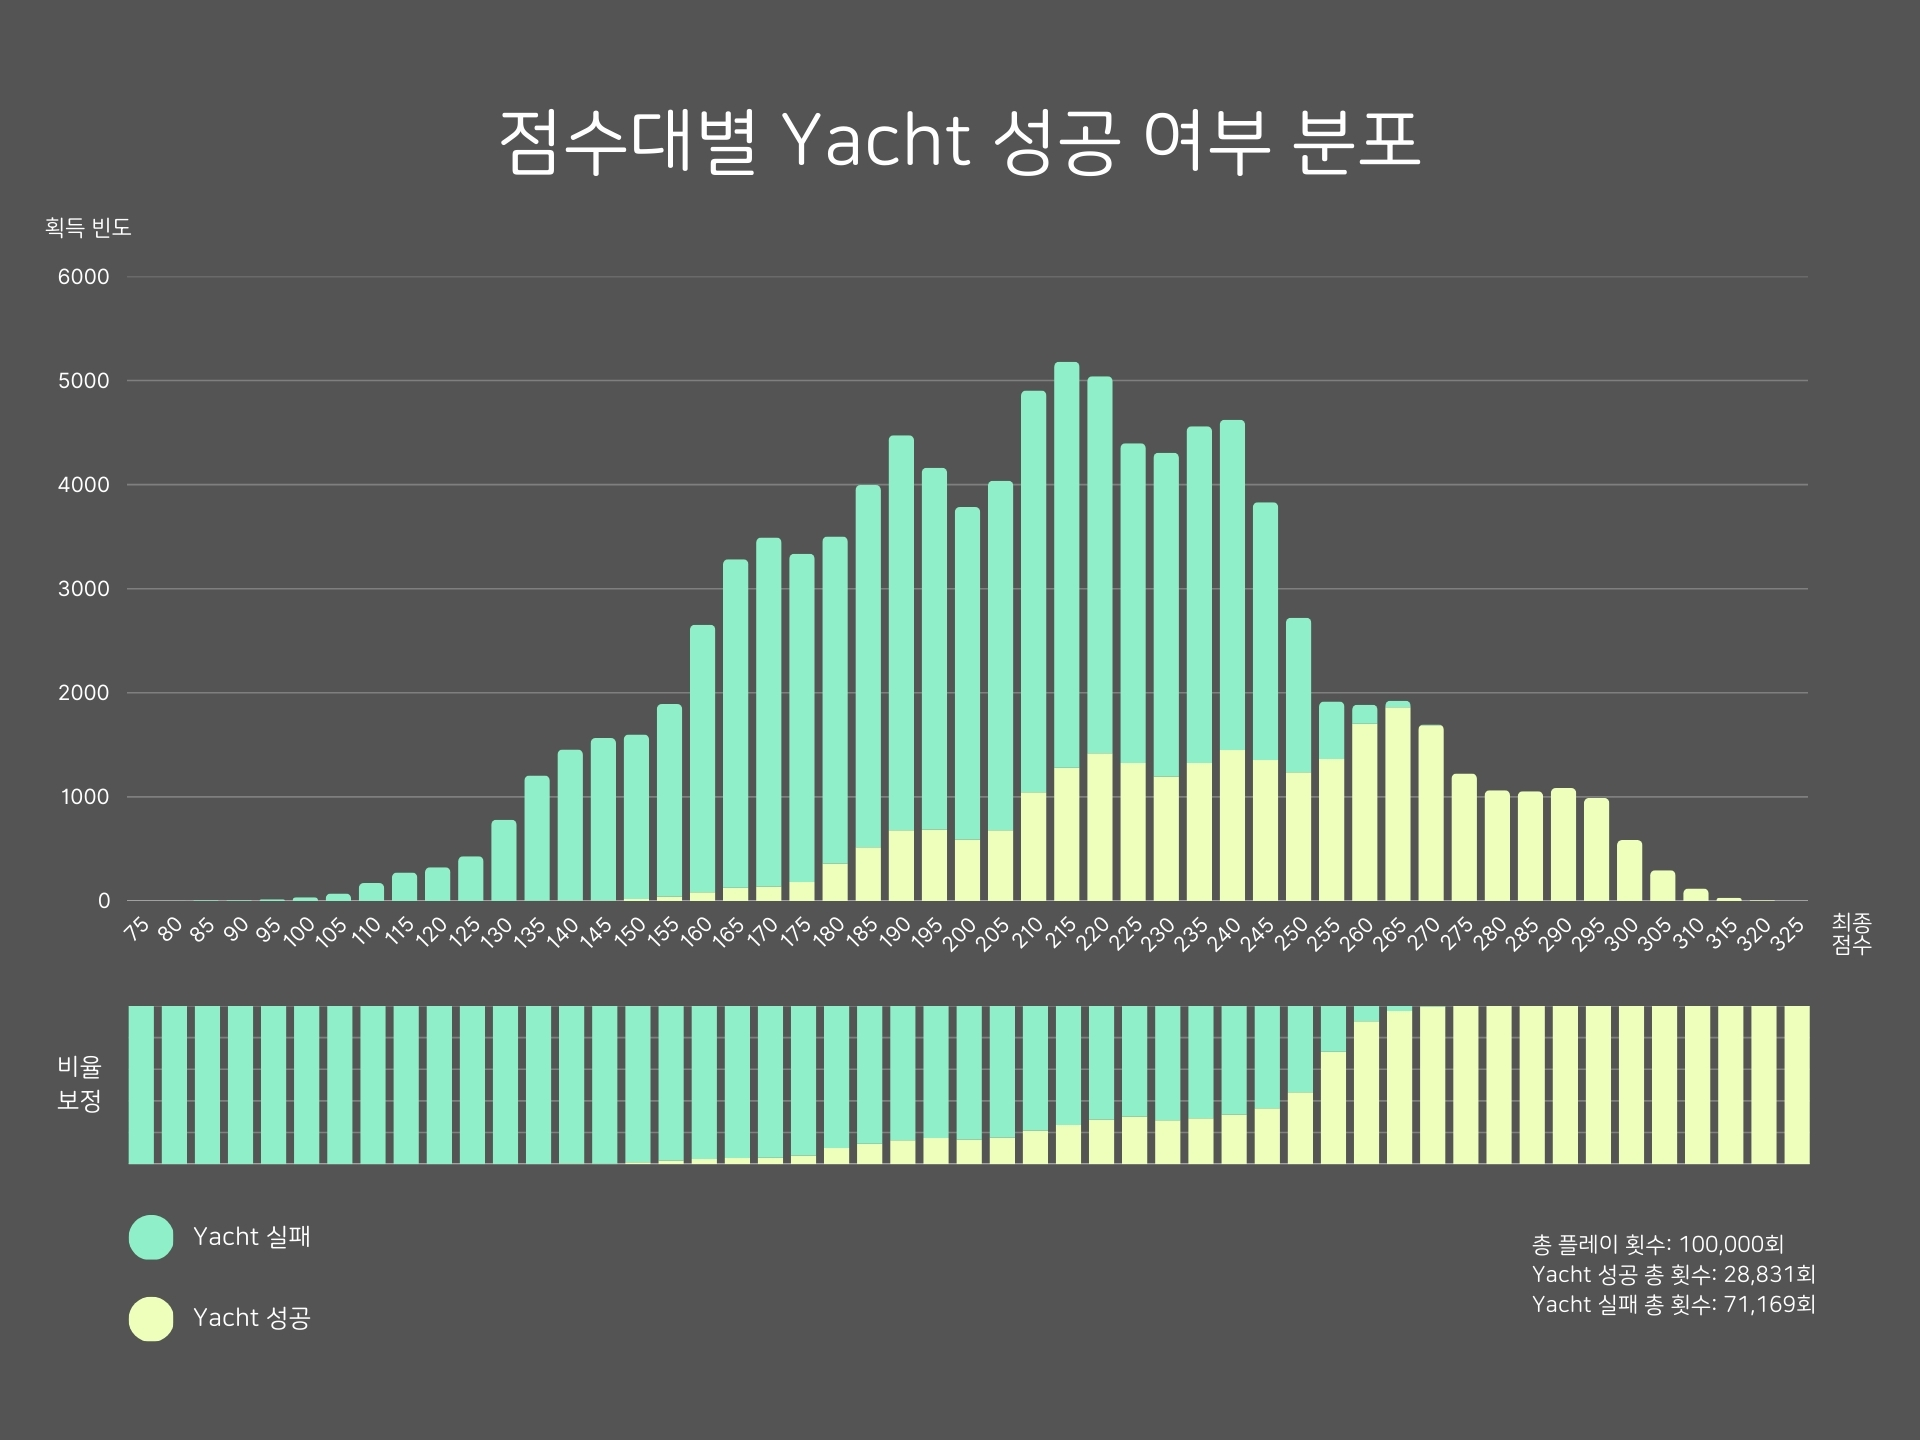 점수대별 Yacht 성공 여부 분포
획득 빈도
6000
5000
4000
3000
2000
1000
0
75 80 85 90 95 100 105 110 115 120 125 130 135 140 145 150 155 160 165 170 175 180 185 190 195 200 205 210 215 220 225 230 235 240 245 250 255 260 265 270 275 280 285 290 295 300 305 310 315 320 325
최종
점수
비율
보정
Yacht 실패
Yacht 성공
총 플레이 횟수: 100,000회
Yacht 성공 총 횟수: 28,831회
Yacht 실패 총 횟수: 71,169회